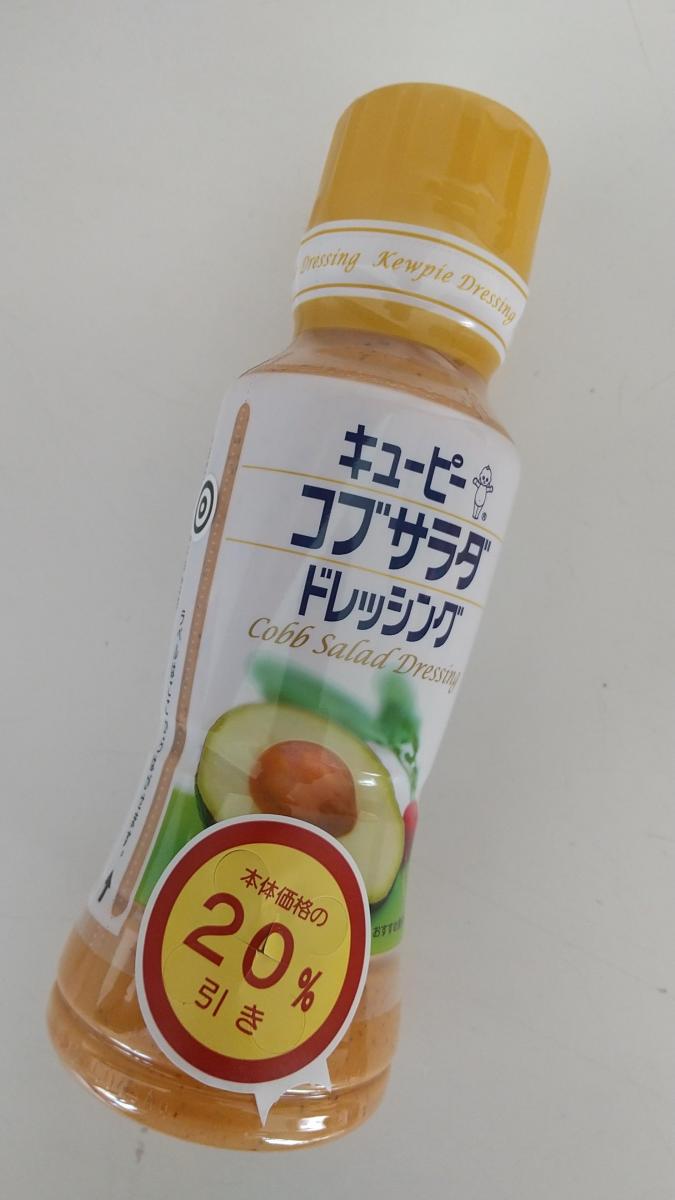 Dressing Kewpie Dressing
キューピー
コブサラダ
ドレッシング
Cobb Salad Dressing
本体価格の
20%
引き